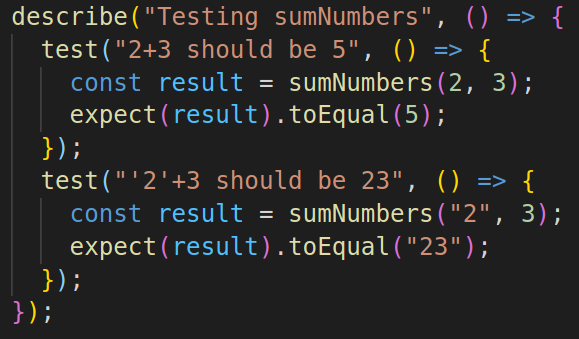 describe("Testing sumNumbers", () => {
  test("2+3 should be 5", () => {
    const result = sumNumbers(2, 3);
    expect(result).toEqual(5);
  });
  test("'2'+3 should be 23", () => {
    const result = sumNumbers("2", 3);
    expect(result).toEqual("23");
  });
});